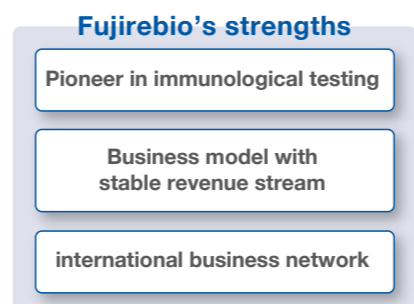 Fujirebio’s strengths
Pioneer in immunological testing
Business model with
stable revenue stream
international business network